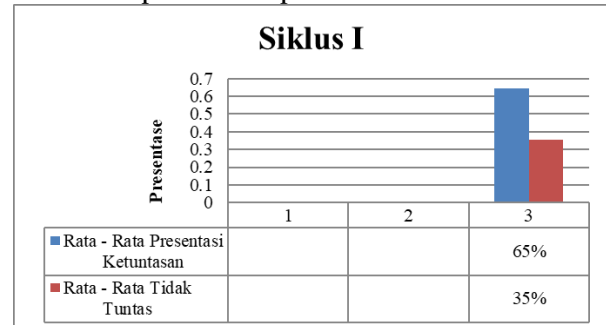 Siklus I
Presentase
0.7
0.6
0.5
0.4
0.3
0.2
0.1
0
1 2 3
Rata - Rata Presentasi
Ketuntasan
65%
Rata - Rata Tidak
Tuntas
35%